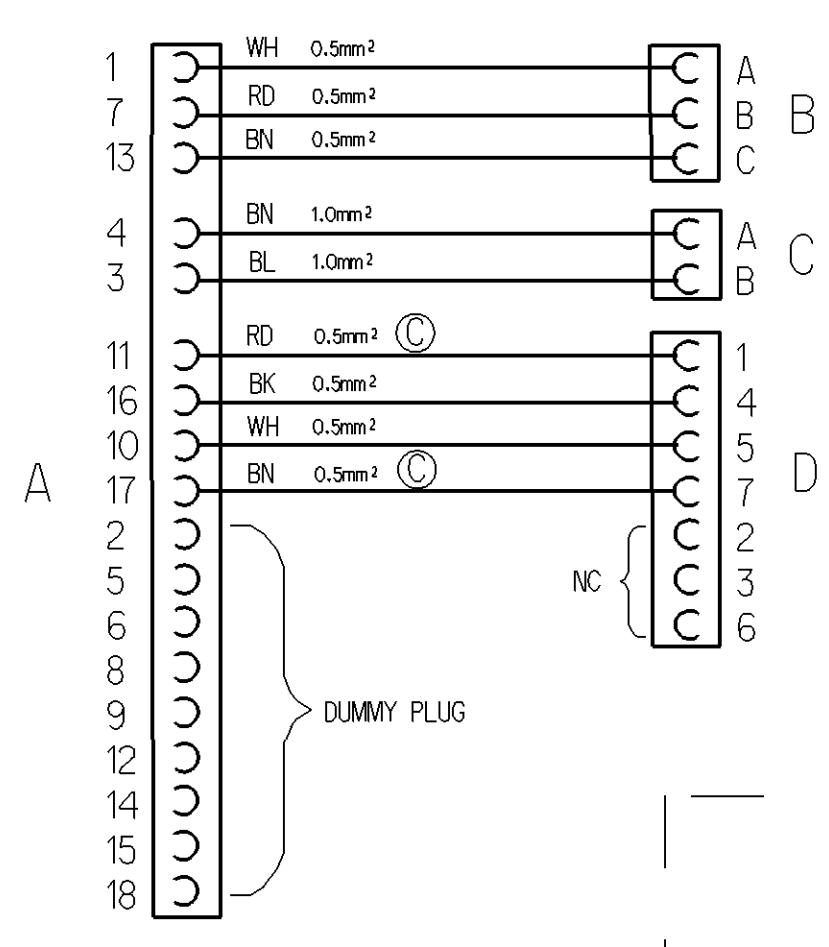 1 WH 0.5mm² A
7 RD 0.5mm² B B
13 BN 0.5mm² C
4 BN 1.0mm² A
C
3 BL 1.0mm² B
11 RD 0.5mm² Ⓒ 1
16 BK 0.5mm² 4
10 WH 0.5mm² 5
A 17 BN 0.5mm² Ⓒ 7 D
2 2
5 NC 3
6 6
8
9 DUMMY PLUG
12
14
15
18